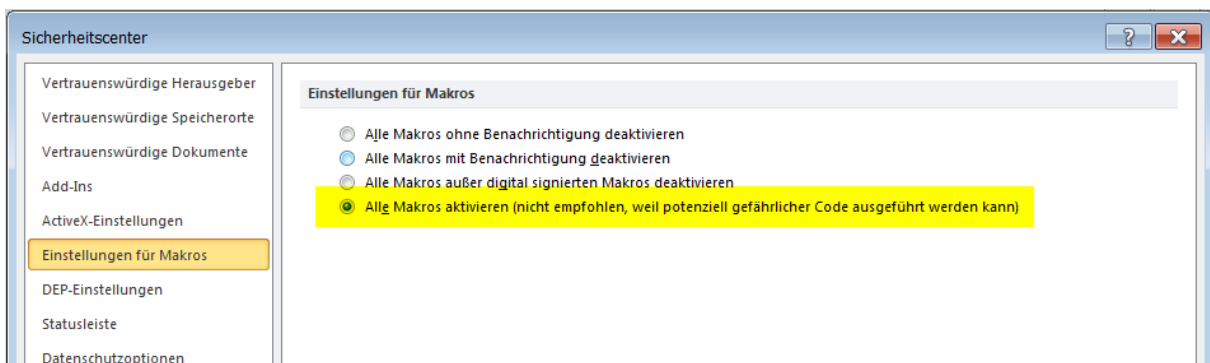 Sicherheitscenter
Vertrauenswürdige Herausgeber
Vertrauenswürdige Speicherorte
Vertrauenswürdige Dokumente
Add-Ins
ActiveX-Einstellungen
Einstellungen für Makros
DEP-Einstellungen
Statusleiste
Datenschutzoptionen
Einstellungen für Makros
Alle Makros ohne Benachrichtigung deaktivieren
Alle Makros mit Benachrichtigung deaktivieren
Alle Makros außer digital signierten Makros deaktivieren
Alle Makros aktivieren (nicht empfohlen, weil potenziell gefährlicher Code ausgeführt werden kann)